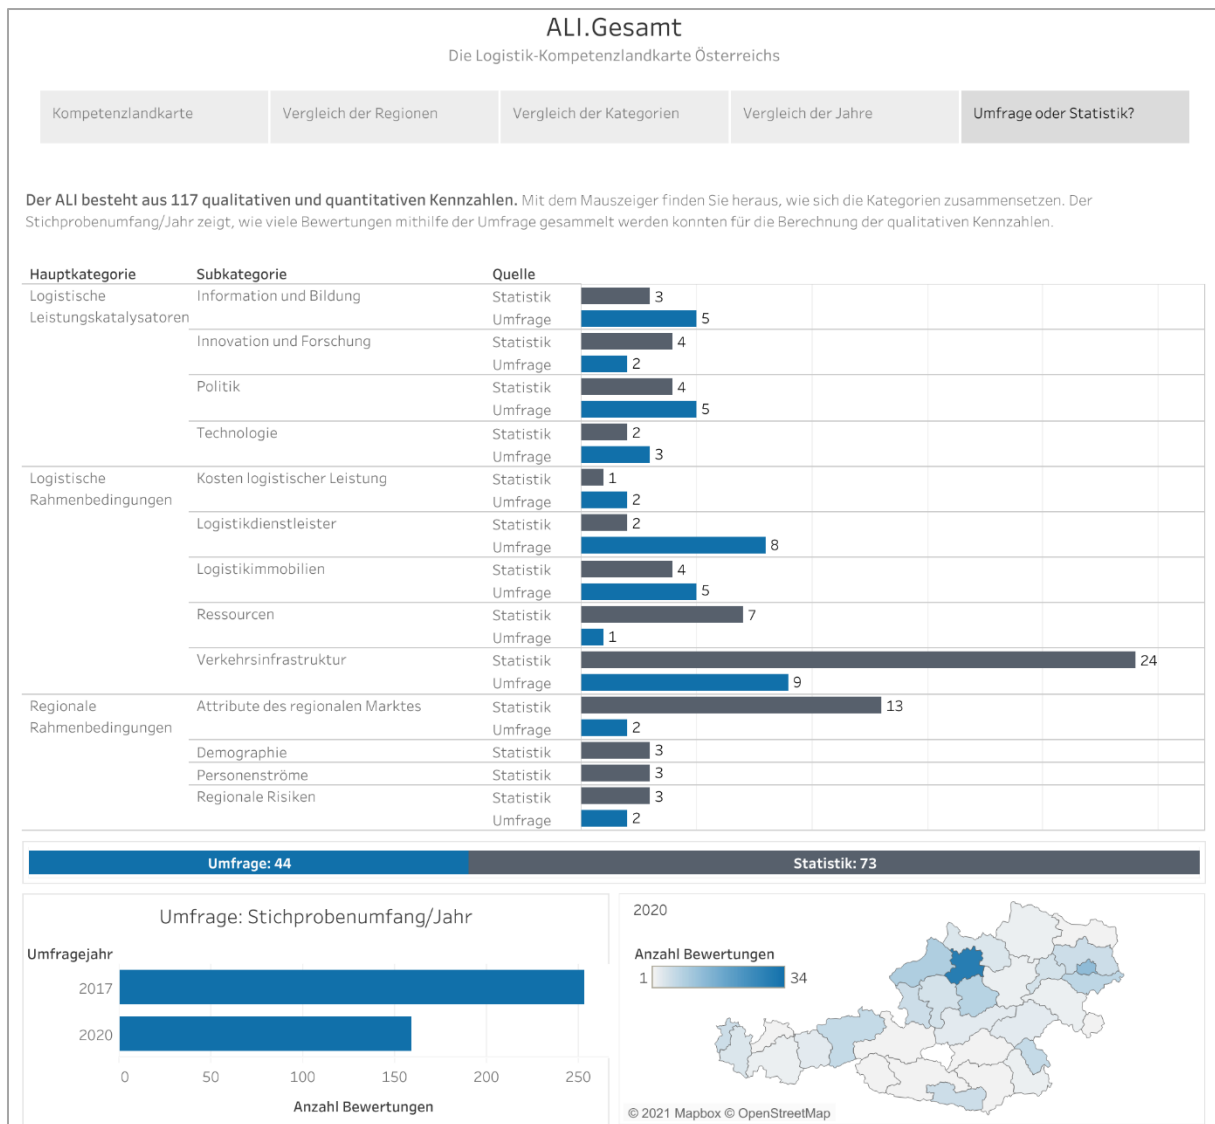 ALI.Gesamt
Die Logistik-Kompetenzlandkarte Österreichs
Kompetenzlandkarte
Vergleich der Regionen
Vergleich der Kategorien
Vergleich der Jahre
Umfrage oder Statistik?
Der ALI besteht aus 117 qualitativen und quantitativen Kennzahlen. Mit dem Mauszeiger finden Sie heraus, wie sich die Kategorien zusammensetzen. Der
Stichprobenumfang/Jahr zeigt, wie viele Bewertungen mithilfe der Umfrage gesammelt werden konnten für die Berechnung der qualitativen Kennzahlen.
Hauptkategorie Subkategorie Quelle
Logistische Information und Bildung Statistik 3
Leistungskatalysatoren Umfrage 5
Innovation und Forschung Statistik 4
Umfrage 2
Politik Statistik 4
Umfrage 5
Technologie Statistik 2
Umfrage 3
Logistische Kosten logistischer Leistung Statistik 1
Rahmenbedingungen Umfrage 2
Logistikdienstleister Statistik 2
Umfrage 8
Logistikimmobilien Statistik 4
Umfrage 5
Ressourcen Statistik 7
Umfrage 1
Verkehrsinfrastruktur Statistik 24
Umfrage 9
Regionale Attribute des regionalen Marktes Statistik 13
Rahmenbedingungen Umfrage 2
Demographie Statistik 3
Personenströme Statistik 3
Regionale Risiken Statistik 3
Umfrage 2
Umfrage: 44 Statistik: 73
Umfrage: Stichprobenumfang/Jahr
Umfragejahr
2017
2020
0 50 100 150 200 250
Anzahl Bewertungen
2020
Anzahl Bewertungen
1 34
© 2021 Mapbox © OpenStreetMap